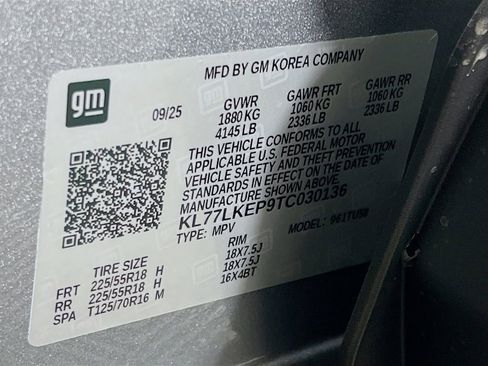 gm
MFD BY GM KOREA COMPANY
09/25
GVWR GAWR FRT GAWR RR
1880 KG 1060 KG 1060 KG
4145 LB 2336 LB 2336 LB
THIS VEHICLE CONFORMS TO ALL
APPLICABLE U.S. FEDERAL MOTOR
VEHICLE SAFETY AND THEFT PREVENTION
STANDARDS IN EFFECT ON THE DATE OF
MANUFACTURE SHOWN ABOVE.
KL77LKEP9TC030136
TYPE: MPV MODEL:
TIRE SIZE RIM
FRT 225/55R18 H 18X7.5J
RR 225/55R18 H 18X7.5J
SPA T125/70R16 M 16X4BT